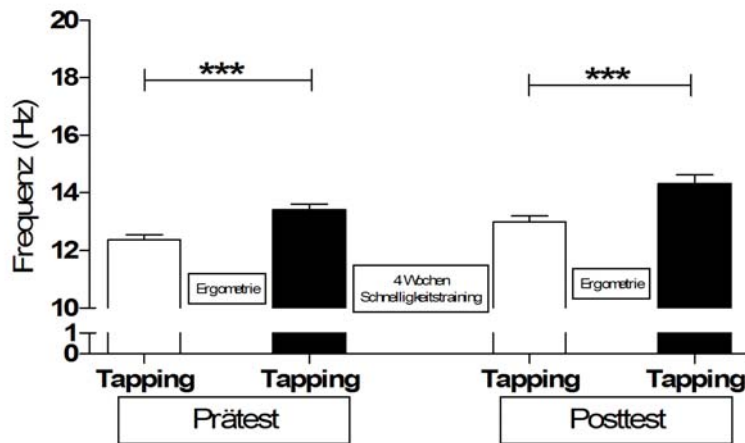 Frequenz (Hz)
20
18
16
14
12
10
1
0
***
***
Ergometrie
4 Wochen
Schnelligkeitstraining
Ergometrie
Tapping Tapping Tapping Tapping
Prätest Posttest